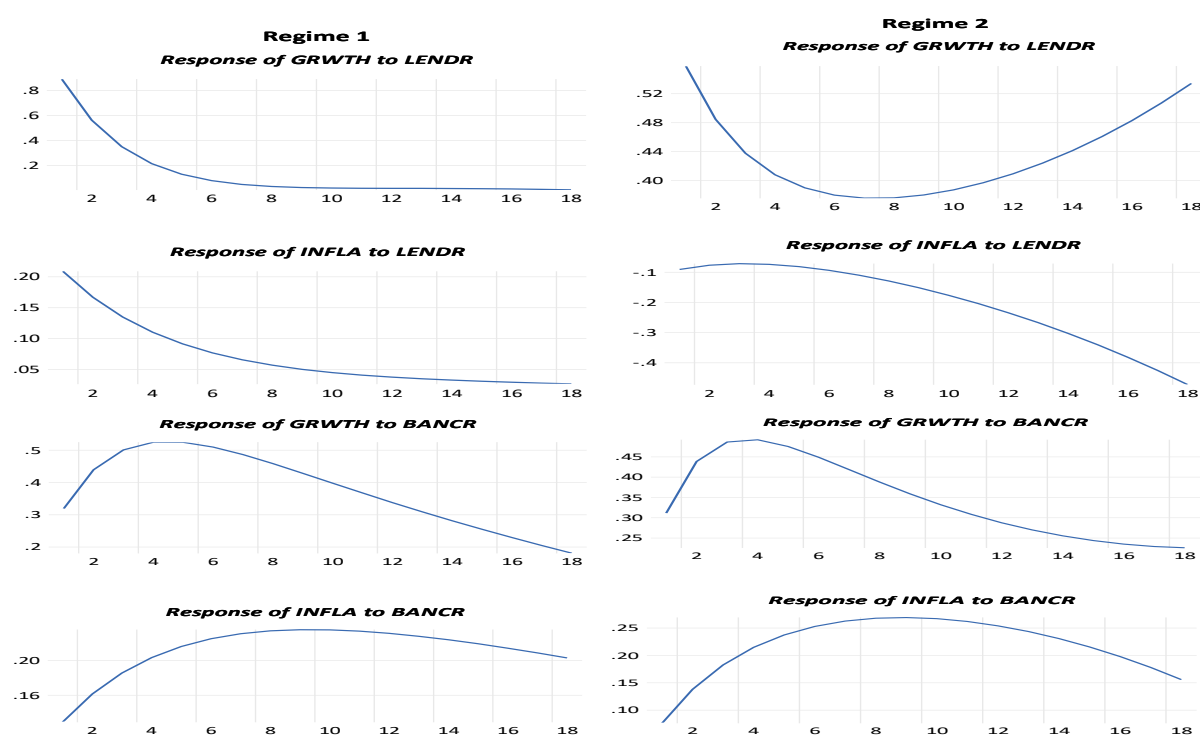 Regime 1
Response of GRWTH to LENDR
.8
.6
.4
.2
2 4 6 8 10 12 14 16 18
Response of INFLA to LENDR
.20
.15
.10
.05
2 4 6 8 10 12 14 16 18
Response of GRWTH to BANCR
.5
.4
.3
.2
2 4 6 8 10 12 14 16 18
Response of INFLA to BANCR
.20
.16
2 4 6 8 10 12 14 16 18
Regime 2
Response of GRWTH to LENDR
.52
.48
.44
.40
2 4 6 8 10 12 14 16 18
Response of INFLA to LENDR
-.1
-.2
-.3
-.4
2 4 6 8 10 12 14 16 18
Response of GRWTH to BANCR
.45
.40
.35
.30
.25
2 4 6 8 10 12 14 16 18
Response of INFLA to BANCR
.25
.20
.15
.10
2 4 6 8 10 12 14 16 18